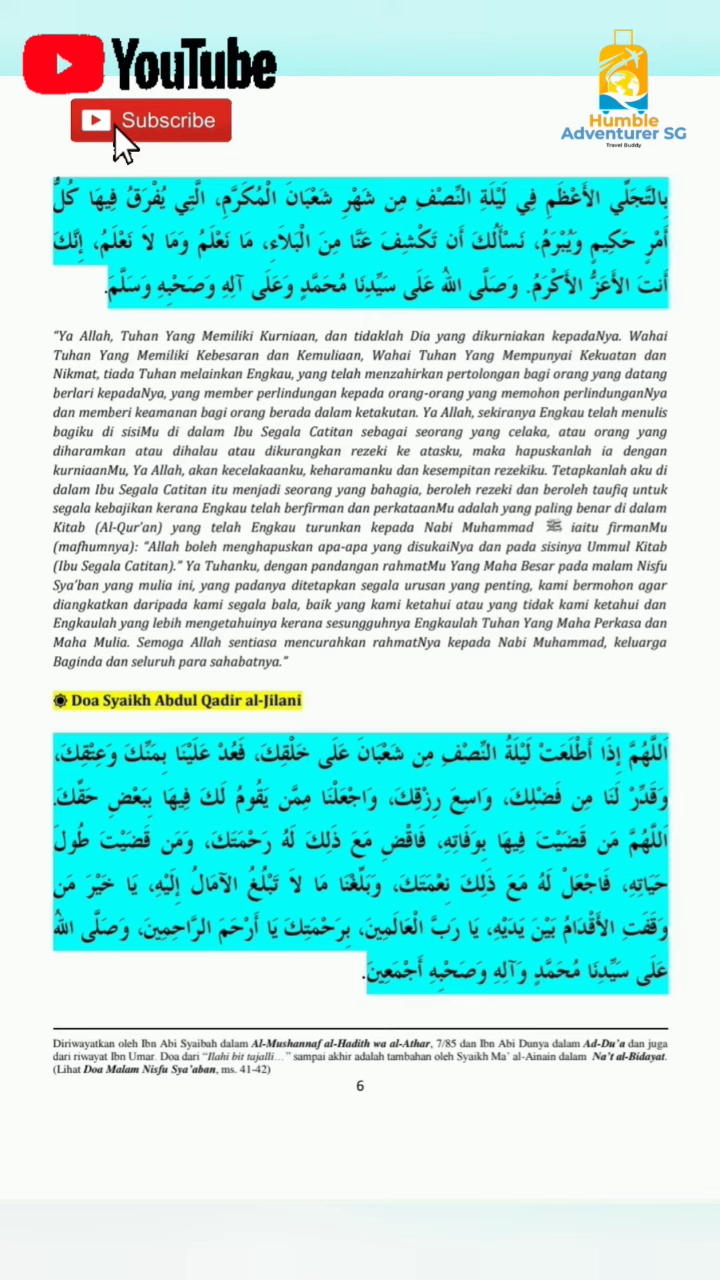 YouTube
Subscribe
Humble
Adventurer SG
Travel Buddy
بِالتَّجَلِّي الأَعْظَمِ فِي لَيْلَةِ النِّصْفِ مِن شَهْرِ شَعْبَانَ الْمُكَرَّمِ، الَّتِي يُفْرَقُ فِيهَا كُلُّ
أَمْرٍ حَكِيمٍ وَيُبْرَمُ، نَسْأَلُكَ أَن تَكْشِفَ عَنَّا مِنَ الْبَلاَءِ، مَا نَعْلَمُ وَمَا لاَ نَعْلَمُ، إِنَّكَ
أَنتَ الأَعَزُّ الأَكْرَمُ. وَصَلَّى اللهُ عَلَى سَيِّدِنَا مُحَمَّدٍ وَعَلَى آلِهِ وَصَحْبِهِ وَسَلَّمَ.
“Ya Allah, Tuhan Yang Memiliki Kurniaan, dan tidaklah Dia yang dikurniakan kepadaNya. Wahai
Tuhan Yang Memiliki Kebesaran dan Kemuliaan, Wahai Tuhan Yang Mempunyai Kekuatan dan
Nikmat, tiada Tuhan melainkan Engkau, yang telah menzahirkan pertolongan bagi orang yang datang
berlari kepadaNya, yang member perlindungan kepada orang-orang yang memohon perlindunganNya
dan memberi keamanan bagi orang berada dalam ketakutan. Ya Allah, sekiranya Engkau telah menulis
bagiku di sisiMu di dalam Ibu Segala Catitan sebagai seorang yang celaka, atau orang yang
diharamkan atau dihalau atau dikurangkan rezeki ke atasku, maka hapuskanlah ia dengan
kurniaanMu, Ya Allah, akan kecelakaanku, keharamanku dan kesempitan rezekiku. Tetapkanlah aku di
dalam Ibu Segala Catitan itu menjadi seorang yang bahagia, beroleh rezeki dan beroleh taufiq untuk
segala kebajikan kerana Engkau telah berfirman dan perkataanMu adalah yang paling benar di dalam
Kitab (Al-Qur’an) yang telah Engkau turunkan kepada Nabi Muhammad ﷺ iaitu firmanMu
(mafhumnya): “Allah boleh menghapuskan apa-apa yang disukaiNya dan pada sisinya Ummul Kitab
(Ibu Segala Catitan).” Ya Tuhanku, dengan pandangan rahmatMu Yang Maha Besar pada malam Nisfu
Sya’ban yang mulia ini, yang padanya ditetapkan segala urusan yang penting, kami bermohon agar
diangkatkan daripada kami segala bala, baik yang kami ketahui atau yang tidak kami ketahui dan
Engkaulah yang lebih mengetahuinya kerana sesungguhnya Engkaulah Tuhan Yang Maha Perkasa dan
Maha Mulia. Semoga Allah sentiasa mencurahkan rahmatNya kepada Nabi Muhammad, keluarga
Baginda dan seluruh para sahabatnya.”
Doa Syaikh Abdul Qadir al-Jilani
اَللَّهُمَّ إِذَا أَطْلَعَتْ لَيْلَةُ النِّصْفِ مِن شَعْبَانَ عَلَى خَلْقِكَ، فَعُدْ عَلَيْنَا بِمَنِّكَ وَعِتْقِكَ،
وَقَدِّرْ لَنَا مِن فَضْلِكَ، وَاسِعَ رِزْقِكَ، وَاجْعَلْنَا مِمَّن يَقُومُ لَكَ فِيهَا بِبَعْضِ حَقِّكَ.
اَللَّهُمَّ مَن قَضَيْتَ فِيهَا بِوَفَاتِهِ، فَاقْضِ مَعَ ذَلِكَ لَهُ رَحْمَتَكَ، وَمَن قَضَيْتَ طُولَ
حَيَاتِهِ، فَاجْعَلْ لَهُ مَعَ ذَلِكَ نِعْمَتَكَ، وَبَلِّغْنَا مَا لاَ تَبْلُغُ الآمَالُ إِلَيْهِ، يَا خَيْرَ مَن
وَقَفَتِ الأَقْدَامُ بَيْنَ يَدَيْهِ، يَا رَبَّ الْعَالَمِينَ، بِرَحْمَتِكَ يَا أَرْحَمَ الرَّاحِمِينَ، وَصَلَّى اللهُ
عَلَى سَيِّدِنَا مُحَمَّدٍ وَآلِهِ وَصَحْبِهِ أَجْمَعِينَ.
Diriwayatkan oleh Ibn Abi Syaibah dalam Al-Mushannaf al-Hadith wa al-Athar, 7/85 dan Ibn Abi Dunya dalam Ad-Du’a dan juga
dari riwayat Ibn Umar. Doa dari “Ilahi bit tajalli…” sampai akhir adalah tambahan oleh Syaikh Ma’ al-Ainain dalam Na’t al-Bidayat.
(Lihat Doa Malam Nisfu Sya’aban, ms. 41-42)
6